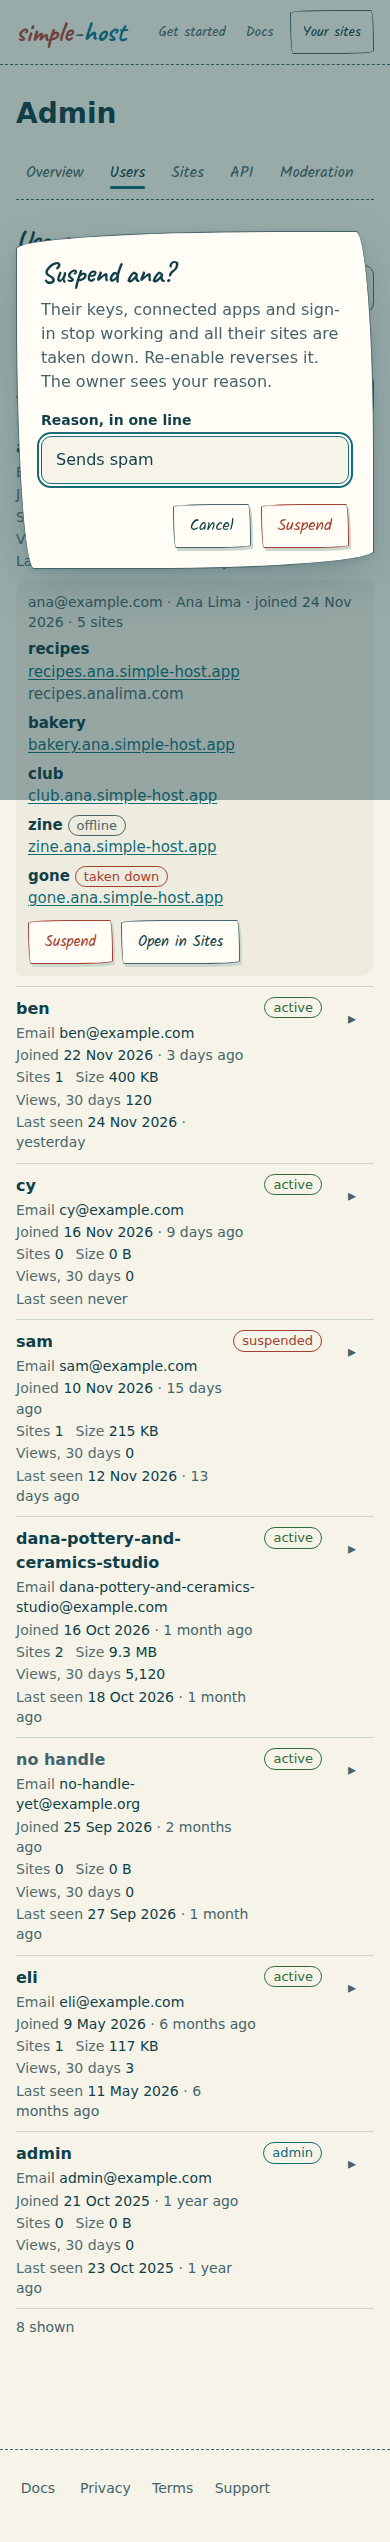 simple-host
Get started
Docs
Your sites
Admin
Overview
Users
Sites
API
Moderation
Suspend ana?
Their keys, connected apps and sign-
in stop working and all their sites are
taken down. Re-enable reverses it.
The owner sees your reason.
Reason, in one line
Sends spam
Cancel
Suspend
ana@example.com · Ana Lima · joined 24 Nov
2026 · 5 sites
recipes
recipes.ana.simple-host.app
recipes.analima.com
bakery
bakery.ana.simple-host.app
club
club.ana.simple-host.app
zine offline
zine.ana.simple-host.app
gone taken down
gone.ana.simple-host.app
Suspend
Open in Sites
ben active
Email ben@example.com
Joined 22 Nov 2026 · 3 days ago
Sites 1 Size 400 KB
Views, 30 days 120
Last seen 24 Nov 2026 ·
yesterday
cy active
Email cy@example.com
Joined 16 Nov 2026 · 9 days ago
Sites 0 Size 0 B
Views, 30 days 0
Last seen never
sam suspended
Email sam@example.com
Joined 10 Nov 2026 · 15 days
ago
Sites 1 Size 215 KB
Views, 30 days 0
Last seen 12 Nov 2026 · 13
days ago
dana-pottery-and- active
ceramics-studio
Email dana-pottery-and-ceramics-
studio@example.com
Joined 16 Oct 2026 · 1 month ago
Sites 2 Size 9.3 MB
Views, 30 days 5,120
Last seen 18 Oct 2026 · 1 month
ago
no handle active
Email no-handle-
yet@example.org
Joined 25 Sep 2026 · 2 months
ago
Sites 0 Size 0 B
Views, 30 days 0
Last seen 27 Sep 2026 · 1 month
ago
eli active
Email eli@example.com
Joined 9 May 2026 · 6 months ago
Sites 1 Size 117 KB
Views, 30 days 3
Last seen 11 May 2026 · 6
months ago
admin admin
Email admin@example.com
Joined 21 Oct 2025 · 1 year ago
Sites 0 Size 0 B
Views, 30 days 0
Last seen 23 Oct 2025 · 1 year
ago
8 shown
Docs
Privacy
Terms
Support